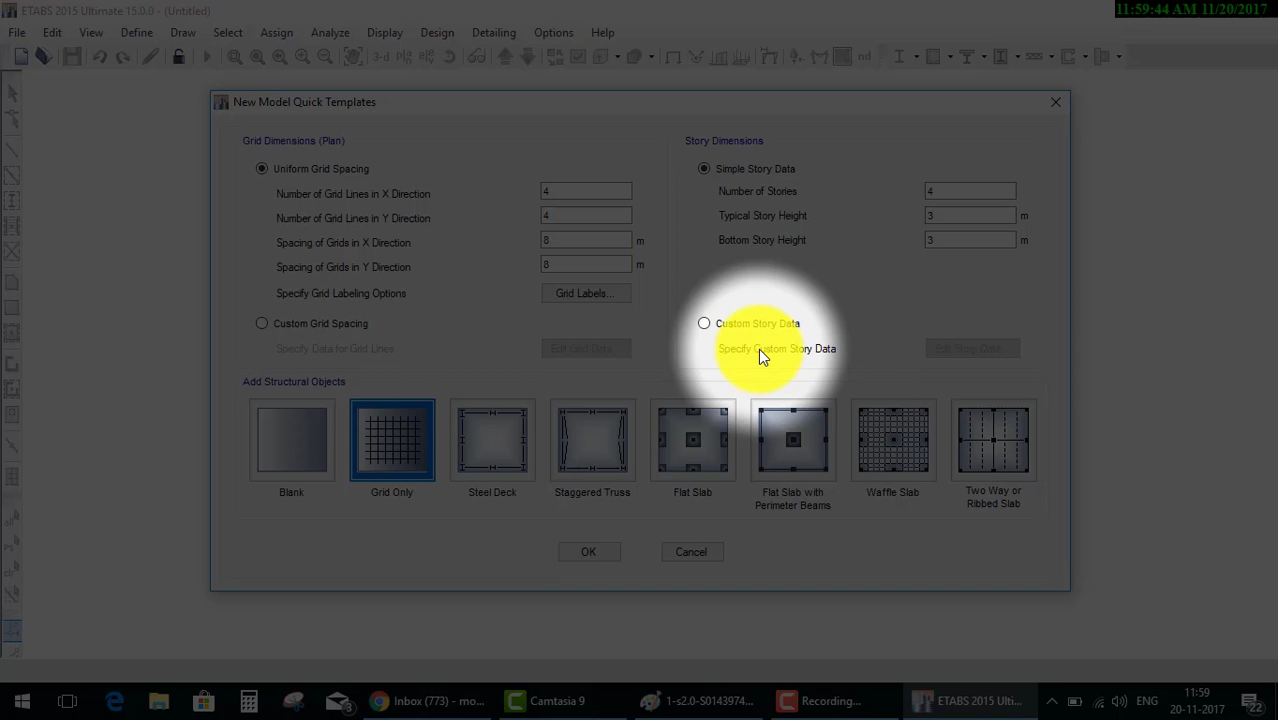 11:59:44 AM 11/20/2017
ETABS 2015 Ultimate 15.0.0 - (Untitled)
File Edit View Define Draw Select Assign Analyze Display Design Detailing Options Help
3-d
nd
New Model Quick Templates
Grid Dimensions (Plan)
Uniform Grid Spacing
Number of Grid Lines in X Direction 4
Number of Grid Lines in Y Direction 4
Spacing of Grids in X Direction 8 m
Spacing of Grids in Y Direction 8 m
Specify Grid Labeling Options Grid Labels...
Custom Grid Spacing
Specify Data for Grid Lines Edit Grid Data...
Story Dimensions
Simple Story Data
Number of Stories 4
Typical Story Height 3 m
Bottom Story Height 3 m
Custom Story Data
Specify Custom Story Data Edit Story Data...
Add Structural Objects
Blank
Grid Only
Steel Deck
Staggered Truss
Flat Slab
Flat Slab with
Perimeter Beams
Waffle Slab
Two Way or
Ribbed Slab
OK Cancel
all
Inbox (773) - mo...
Camtasia 9
1-s2.0-S0143974...
Recording...
ETABS 2015 Ulti...
ENG
11:59
20-11-2017
22